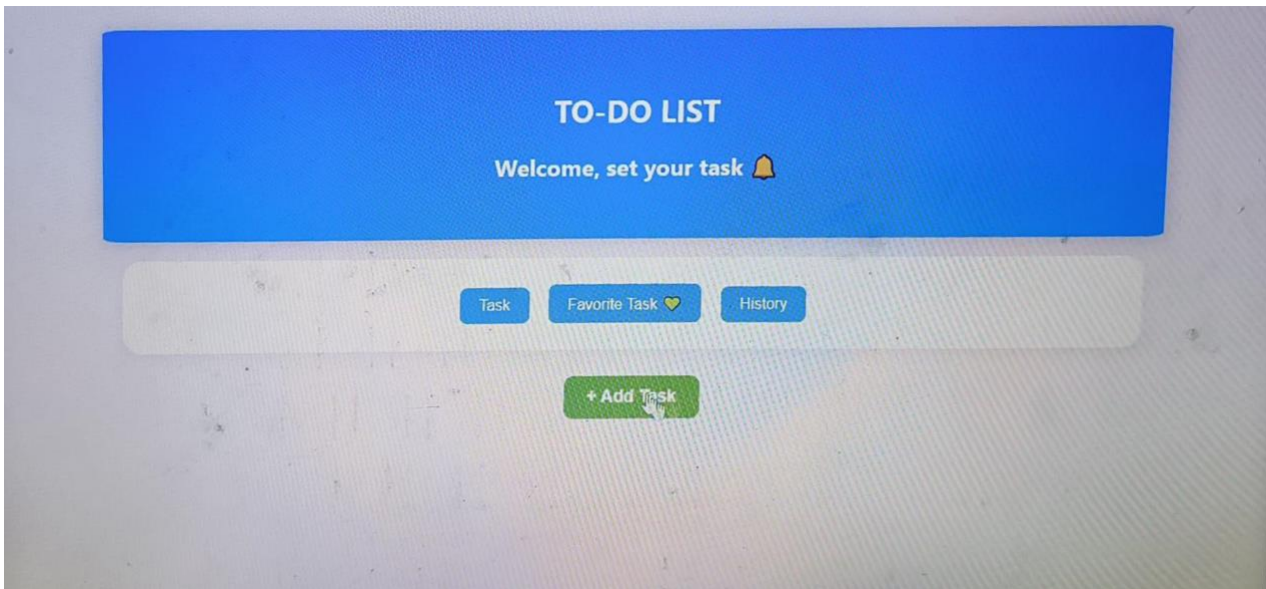 TO-DO LIST
Welcome, set your task 🔔
Task
Favorite Task 💚
History
+ Add Task